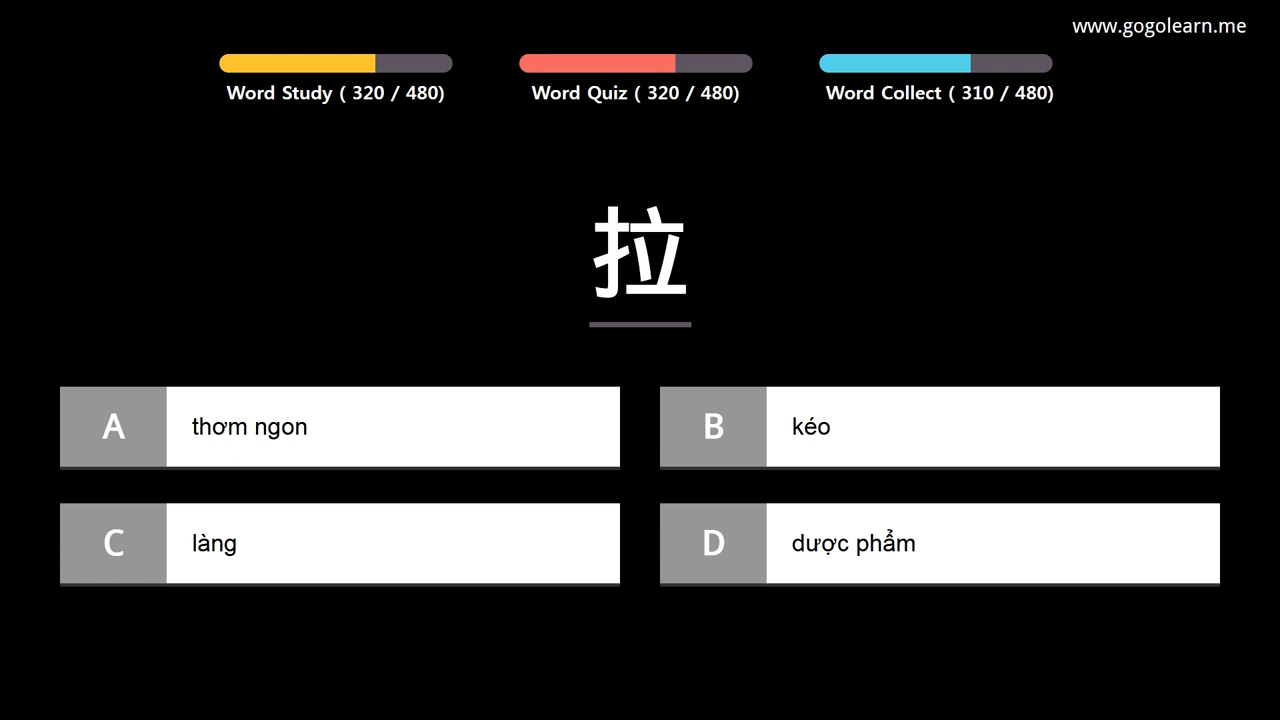 www.gogolearn.me
Word Study ( 320 / 480)
Word Quiz ( 320 / 480)
Word Collect ( 310 / 480)
拉
A thơm ngon
B kéo
C làng
D dược phẩm